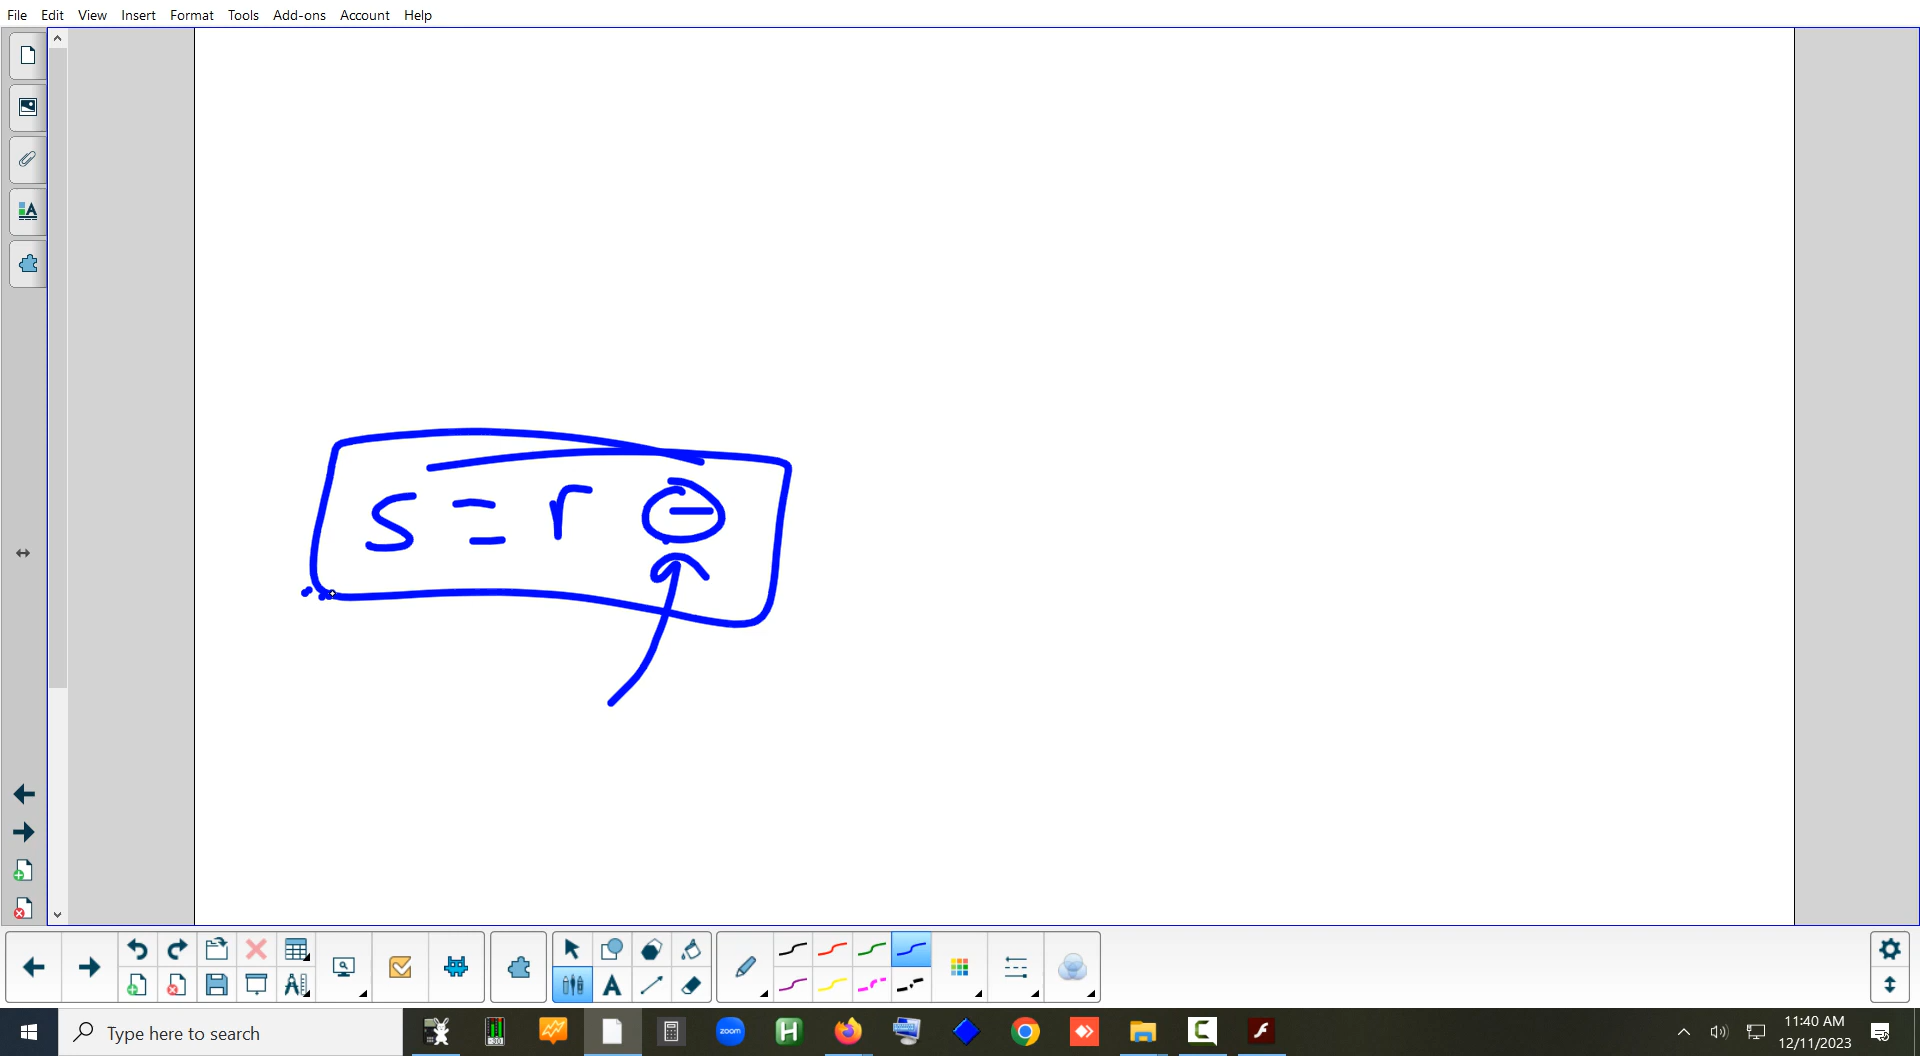 File Edit View Insert Format Tools Add-ons Account Help
s = r θ
Type here to search
zoom
11:40 AM
12/11/2023